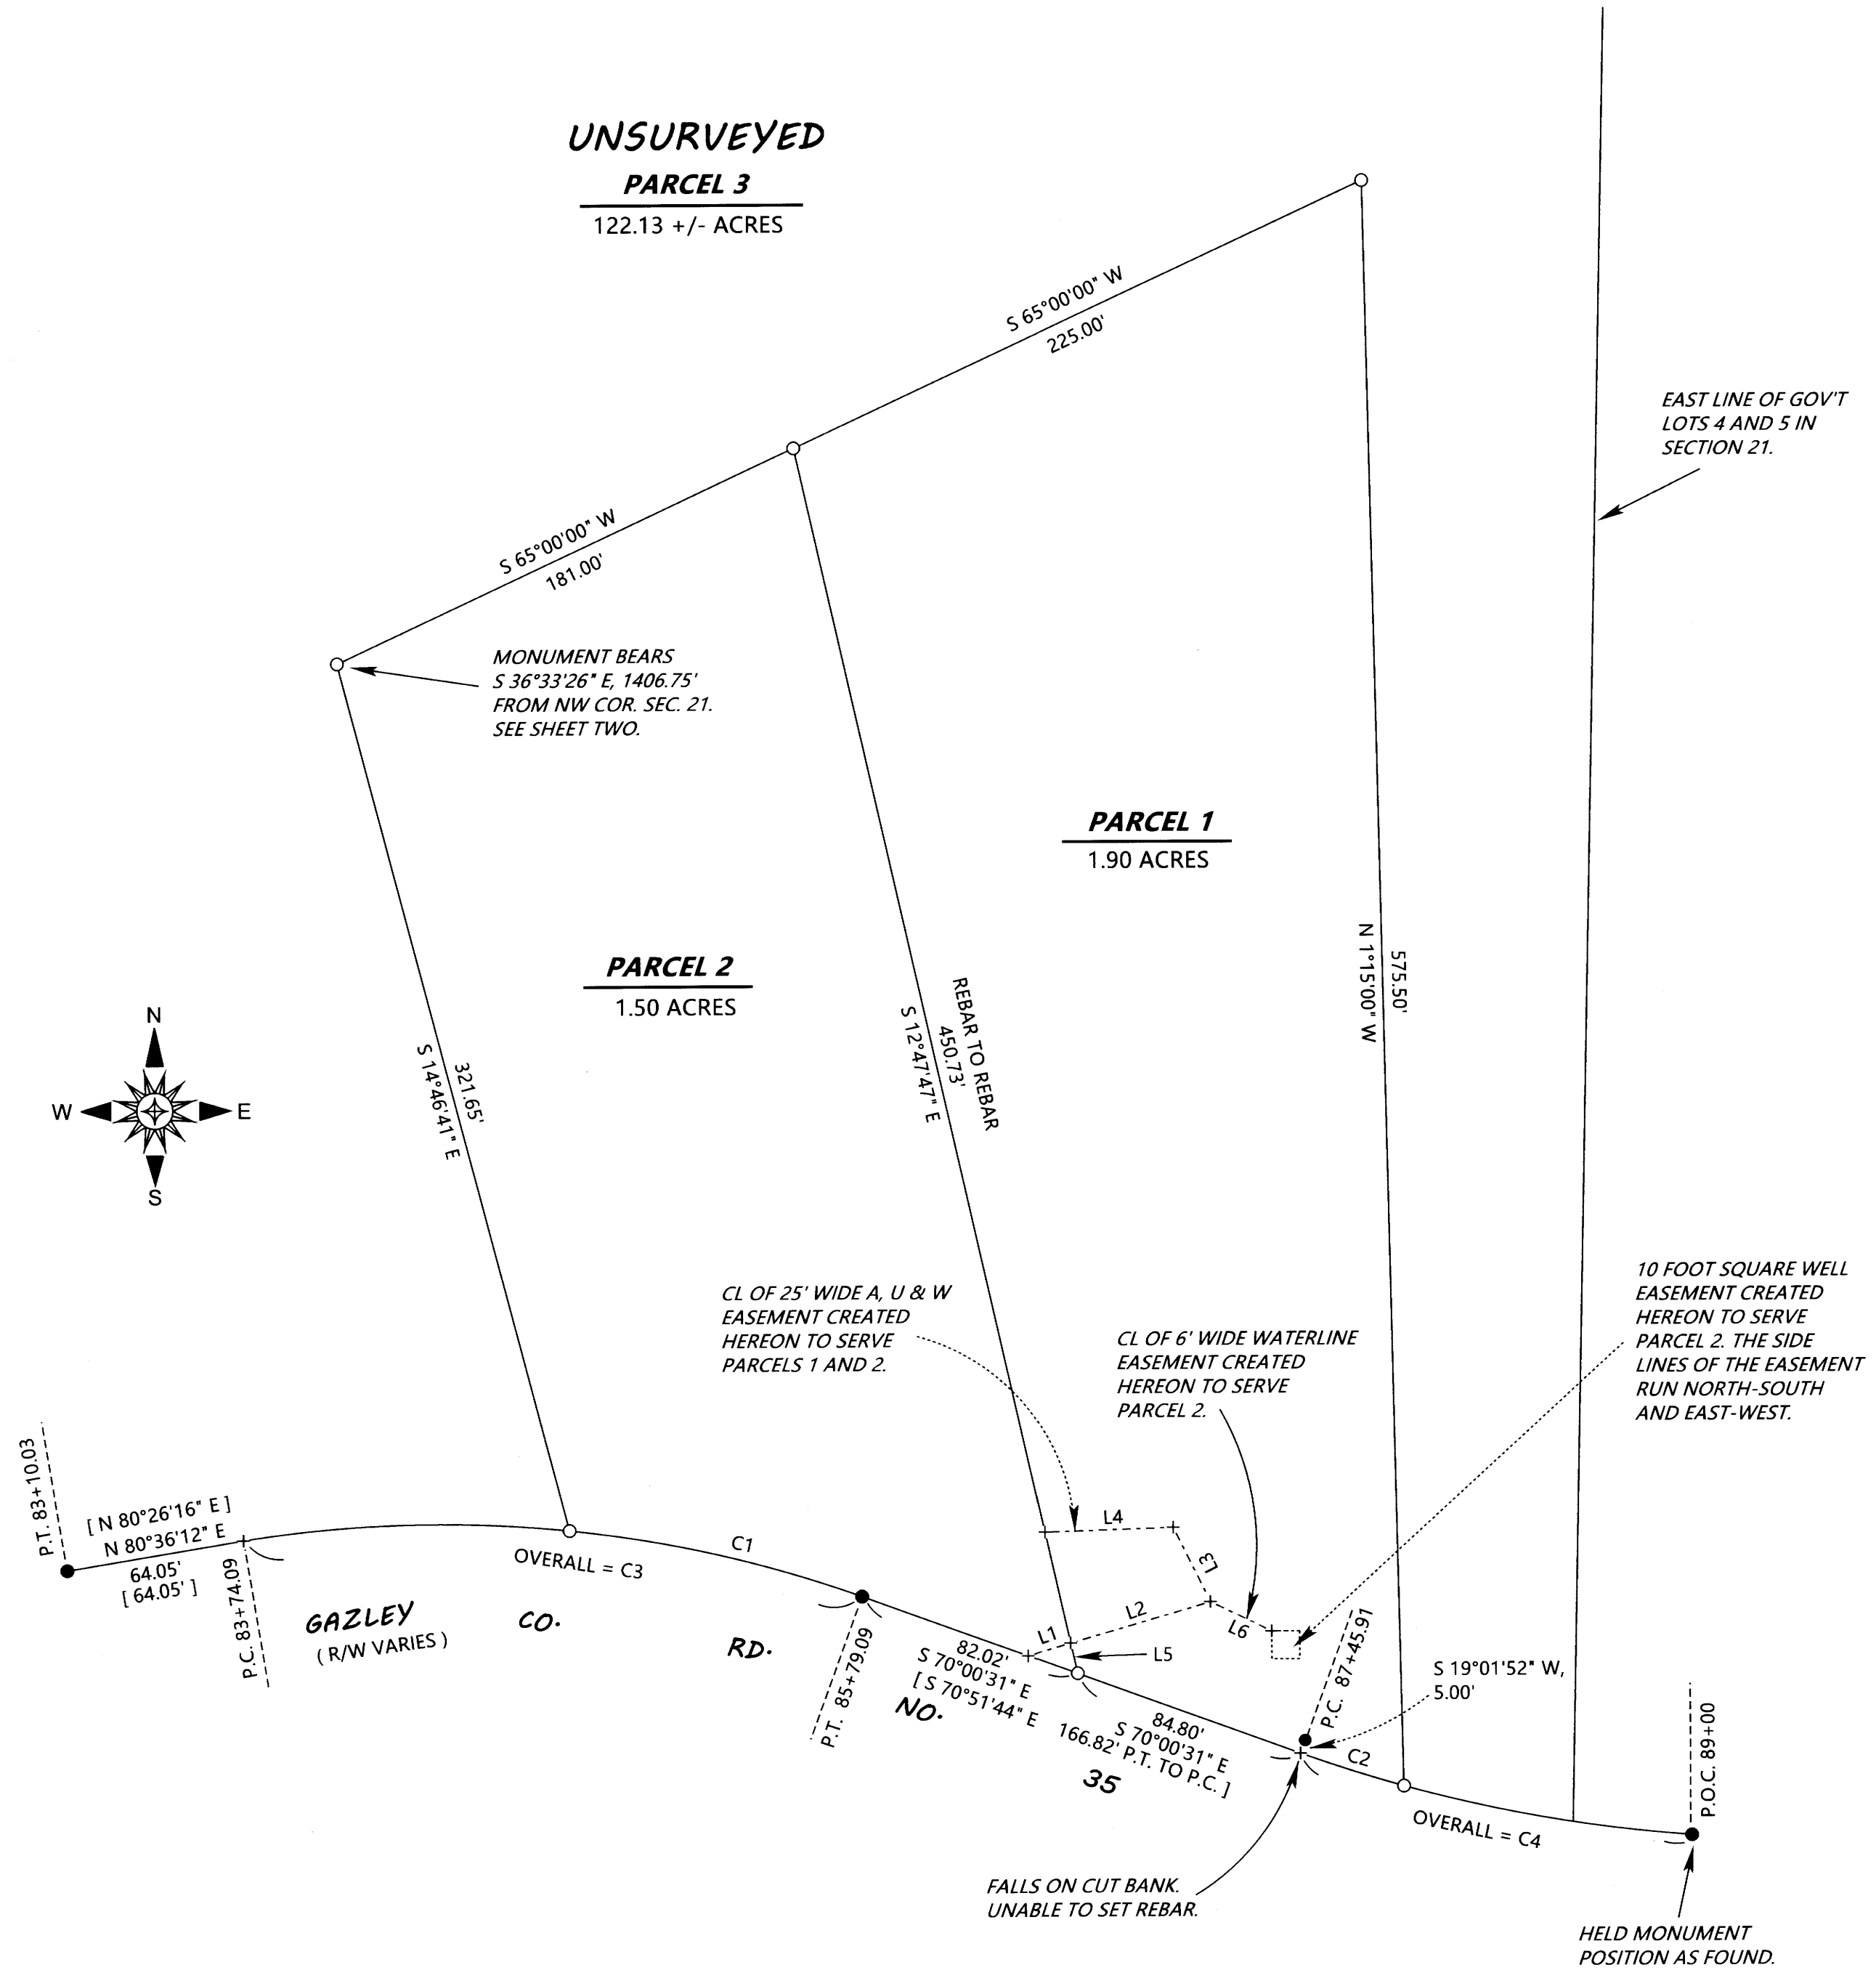 UNSURVEYED
PARCEL 3
122.13 +/- ACRES
S 65°00'00" W
225.00'
EAST LINE OF GOV'T
LOTS 4 AND 5 IN
SECTION 21.
S 65°00'00" W
181.00'
MONUMENT BEARS
S 36°33'26" E, 1406.75'
FROM NW COR. SEC. 21.
SEE SHEET TWO.
PARCEL 1
1.90 ACRES
PARCEL 2
1.50 ACRES
N 1°15'00" W
575.50'
REBAR TO REBAR
450.73'
S 12°47'47" E
321.65'
S 14°46'41" E
N
W
E
S
CL OF 25' WIDE A, U & W
EASEMENT CREATED
HEREON TO SERVE
PARCELS 1 AND 2.
CL OF 6' WIDE WATERLINE
EASEMENT CREATED
HEREON TO SERVE
PARCEL 2.
10 FOOT SQUARE WELL
EASEMENT CREATED
HEREON TO SERVE
PARCEL 2. THE SIDE
LINES OF THE EASEMENT
RUN NORTH-SOUTH
AND EAST-WEST.
P.T. 83+10.03
[ N 80°26'16" E ]
N 80°36'12" E
64.05'
[ 64.05' ]
P.C. 83+74.09
GAZLEY
( R/W VARIES )
CO.
RD.
NO.
35
OVERALL = C3
C1
L4
L3
L2
L1
L6
L5
P.T. 85+79.09
82.02'
S 70°00'31" E
[ S 70°51'44" E
166.82' P.T. TO P.C. ]
84.80'
S 70°00'31" E
P.C. 87+45.91
S 19°01'52" W,
5.00'
C2
OVERALL = C4
P.O.C. 89+00
FALLS ON CUT BANK.
UNABLE TO SET REBAR.
HELD MONUMENT
POSITION AS FOUND.